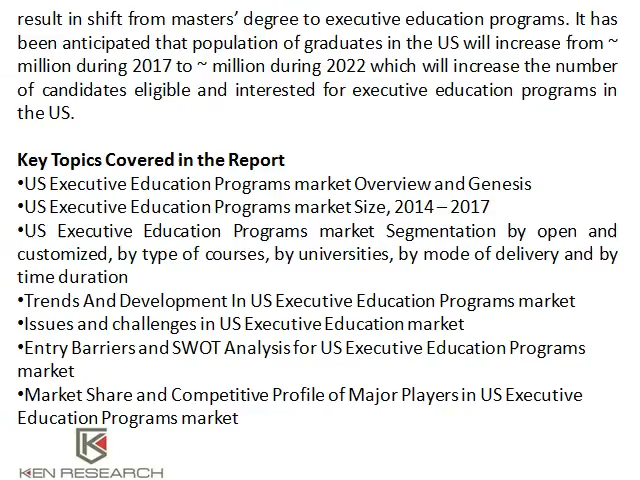 result in shift from masters’ degree to executive education programs. It has
been anticipated that population of graduates in the US will increase from ~
million during 2017 to ~ million during 2022 which will increase the number
of candidates eligible and interested for executive education programs in
the US.
Key Topics Covered in the Report
•US Executive Education Programs market Overview and Genesis
•US Executive Education Programs market Size, 2014 – 2017
•US Executive Education Programs market Segmentation by open and
customized, by type of courses, by universities, by mode of delivery and by
time duration
•Trends And Development In US Executive Education Programs market
•Issues and challenges in US Executive Education market
•Entry Barriers and SWOT Analysis for US Executive Education Programs
market
•Market Share and Competitive Profile of Major Players in US Executive
Education Programs market
KEN RESEARCH